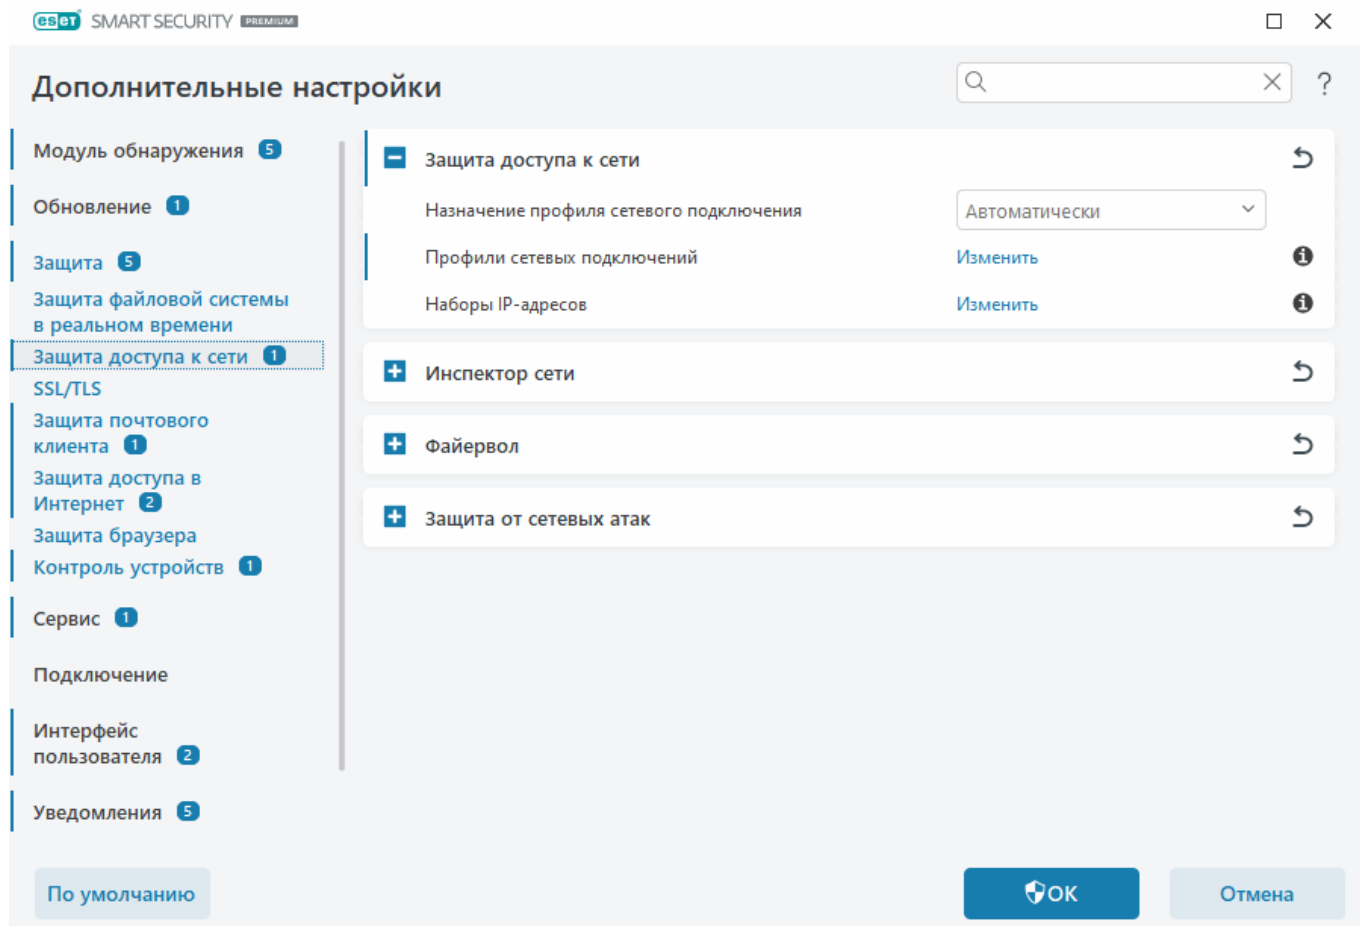 eset SMART SECURITY PREMIUM
Дополнительные настройки
?
Модуль обнаружения 5
Обновление 1
Защита 5
Защита файловой системы
в реальном времени
Защита доступа к сети 1
SSL/TLS
Защита почтового
клиента 1
Защита доступа в
Интернет 2
Защита браузера
Контроль устройств 1
Сервис 1
Подключение
Интерфейс
пользователя 2
Уведомления 5
Защита доступа к сети
Назначение профиля сетевого подключения Автоматически
Профили сетевых подключений Изменить
Наборы IP-адресов Изменить
Инспектор сети
Файервол
Защита от сетевых атак
По умолчанию
ОК
Отмена